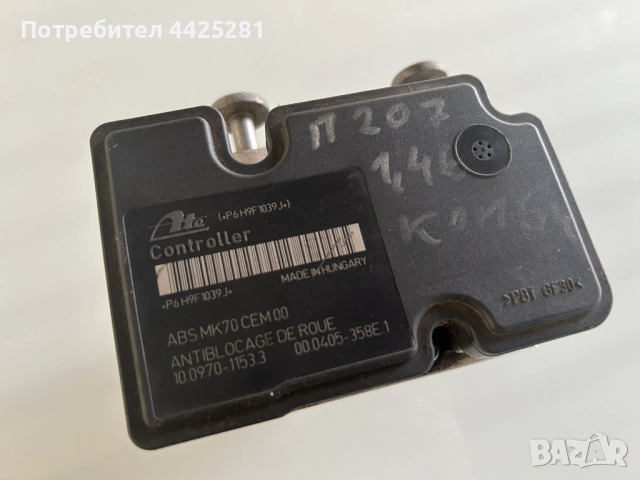 Потребител 4425281
П 207
Ate
(•P6H9F1039J•)
1,4
Controller
•P6H9F1039J•
MADE IN HUNGARY
>PBT GF30<
ABS MK70 CEM 00
ANTIBLOCAGE DE ROUE
10.0970-1153.3 00.0405-358E.1
BAZAR